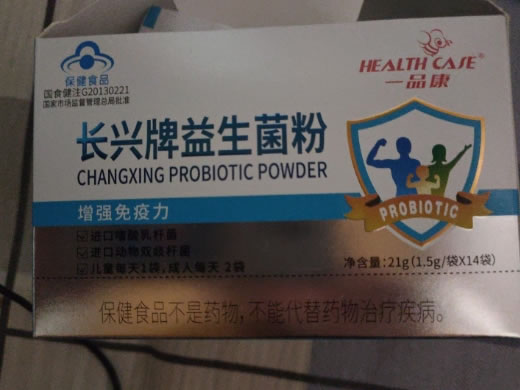 保健食品
国食健注G20130221
国家市场监督管理总局批准
HEALTH CASE®
一品康
长兴牌益生菌粉
CHANGXING PROBIOTIC POWDER
增强免疫力
进口嗜酸乳杆菌
进口动物双歧杆菌
儿童每天1袋,成人每天 2袋
PROBIOTIC
净含量:21g(1.5g/袋X14袋)
保健食品不是药物,不能代替药物治疗疾病。